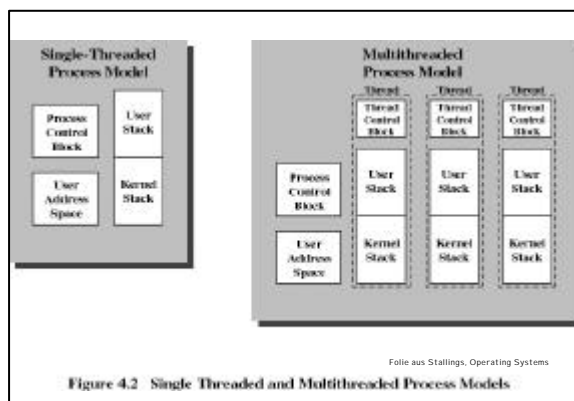 Single-Threaded
Process Model
Process
Control
Block
User
Stack
User
Address
Space
Kernel
Stack
Multithreaded
Process Model
Thread
Thread
Thread
Thread
Control
Block
Thread
Control
Block
Thread
Control
Block
Process
Control
Block
User
Stack
User
Stack
User
Stack
User
Address
Space
Kernel
Stack
Kernel
Stack
Kernel
Stack
Folie aus Stallings, Operating Systems
Figure 4.2 Single Threaded and Multithreaded Process Models